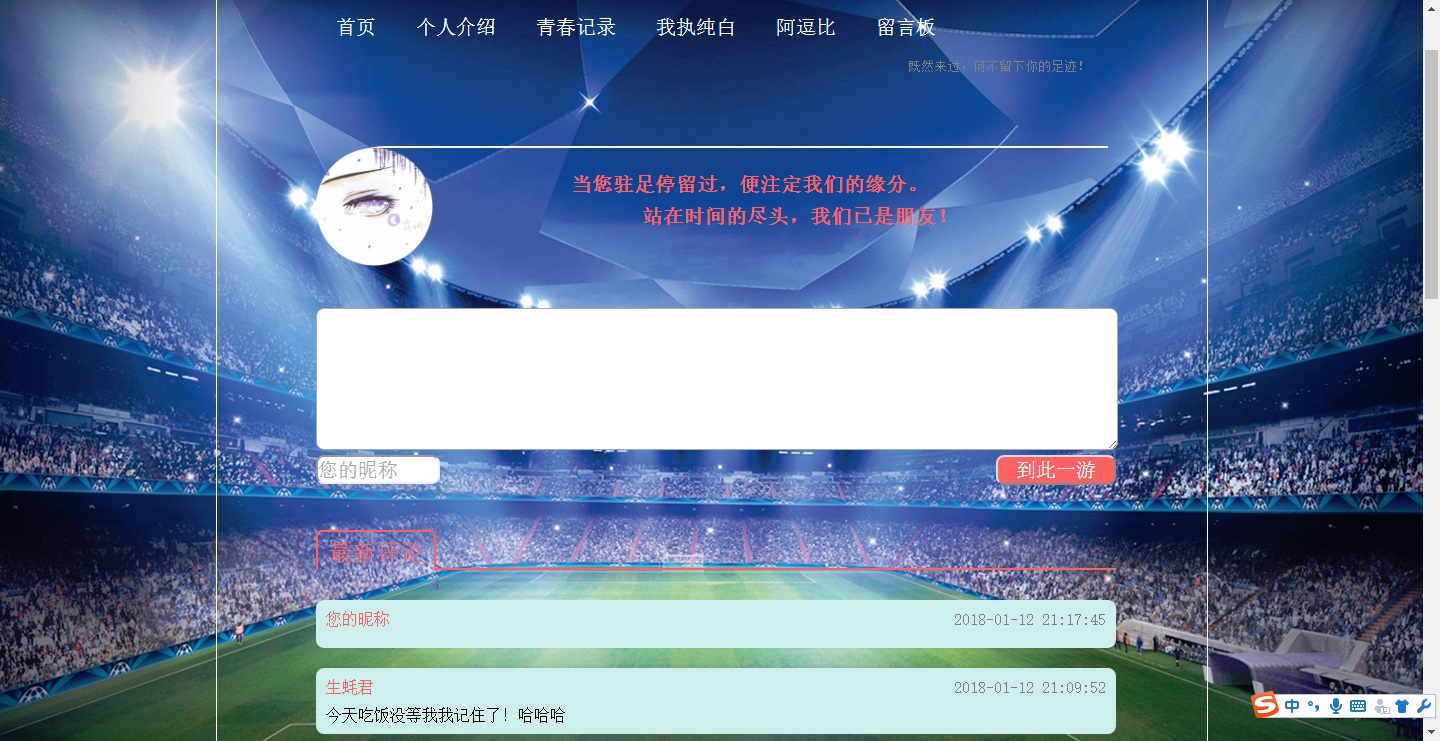 首页 个人介绍 青春记录 我执纯白 阿逗比 留言板
既然来过，何不留下你的足迹！
当您驻足停留过，便注定我们的缘分。
站在时间的尽头，我们已是朋友！
您的昵称
到此一游
最新评论
您的昵称 2018-01-12 21:17:45
生蚝君 2018-01-12 21:09:52
今天吃饭没等我我记住了！哈哈哈
S 中